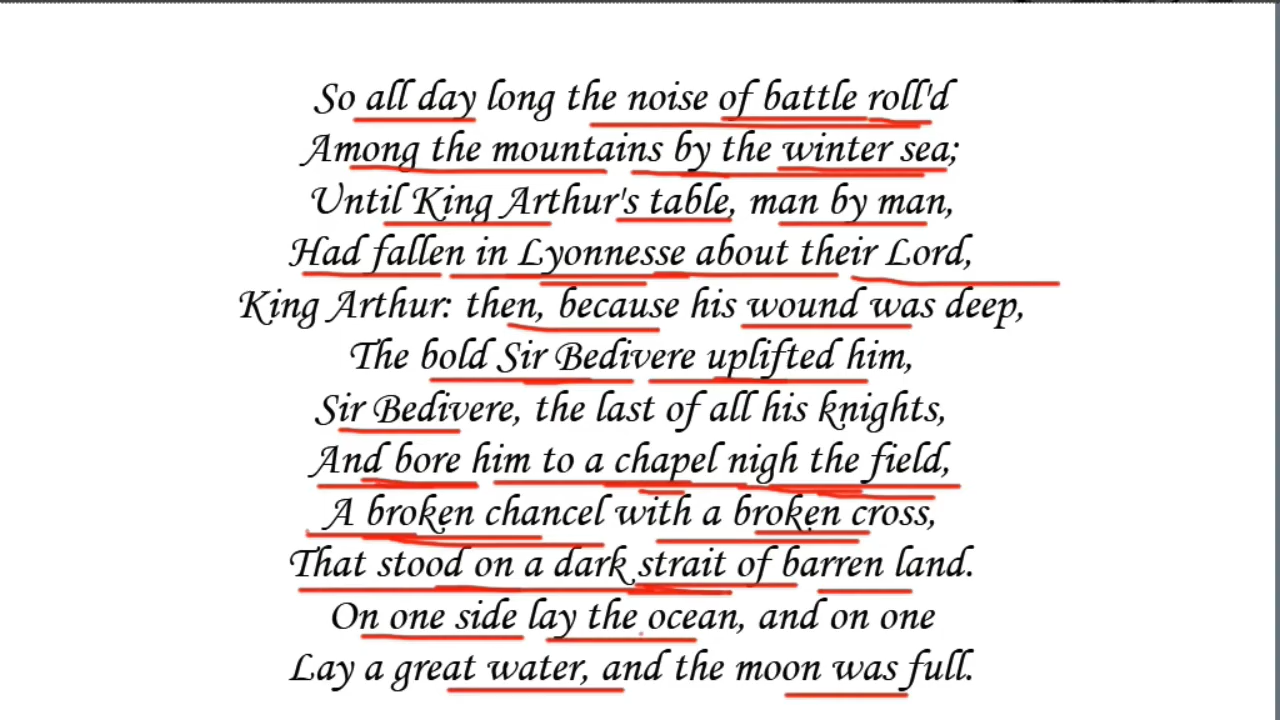 So all day long the noise of battle roll'd
Among the mountains by the winter sea;
Until King Arthur's table, man by man,
Had fallen in Lyonnesse about their Lord,
King Arthur: then, because his wound was deep,
The bold Sir Bedivere uplifted him,
Sir Bedivere, the last of all his knights,
And bore him to a chapel nigh the field,
A broken chancel with a broken cross,
That stood on a dark strait of barren land.
On one side lay the ocean, and on one
Lay a great water, and the moon was full.